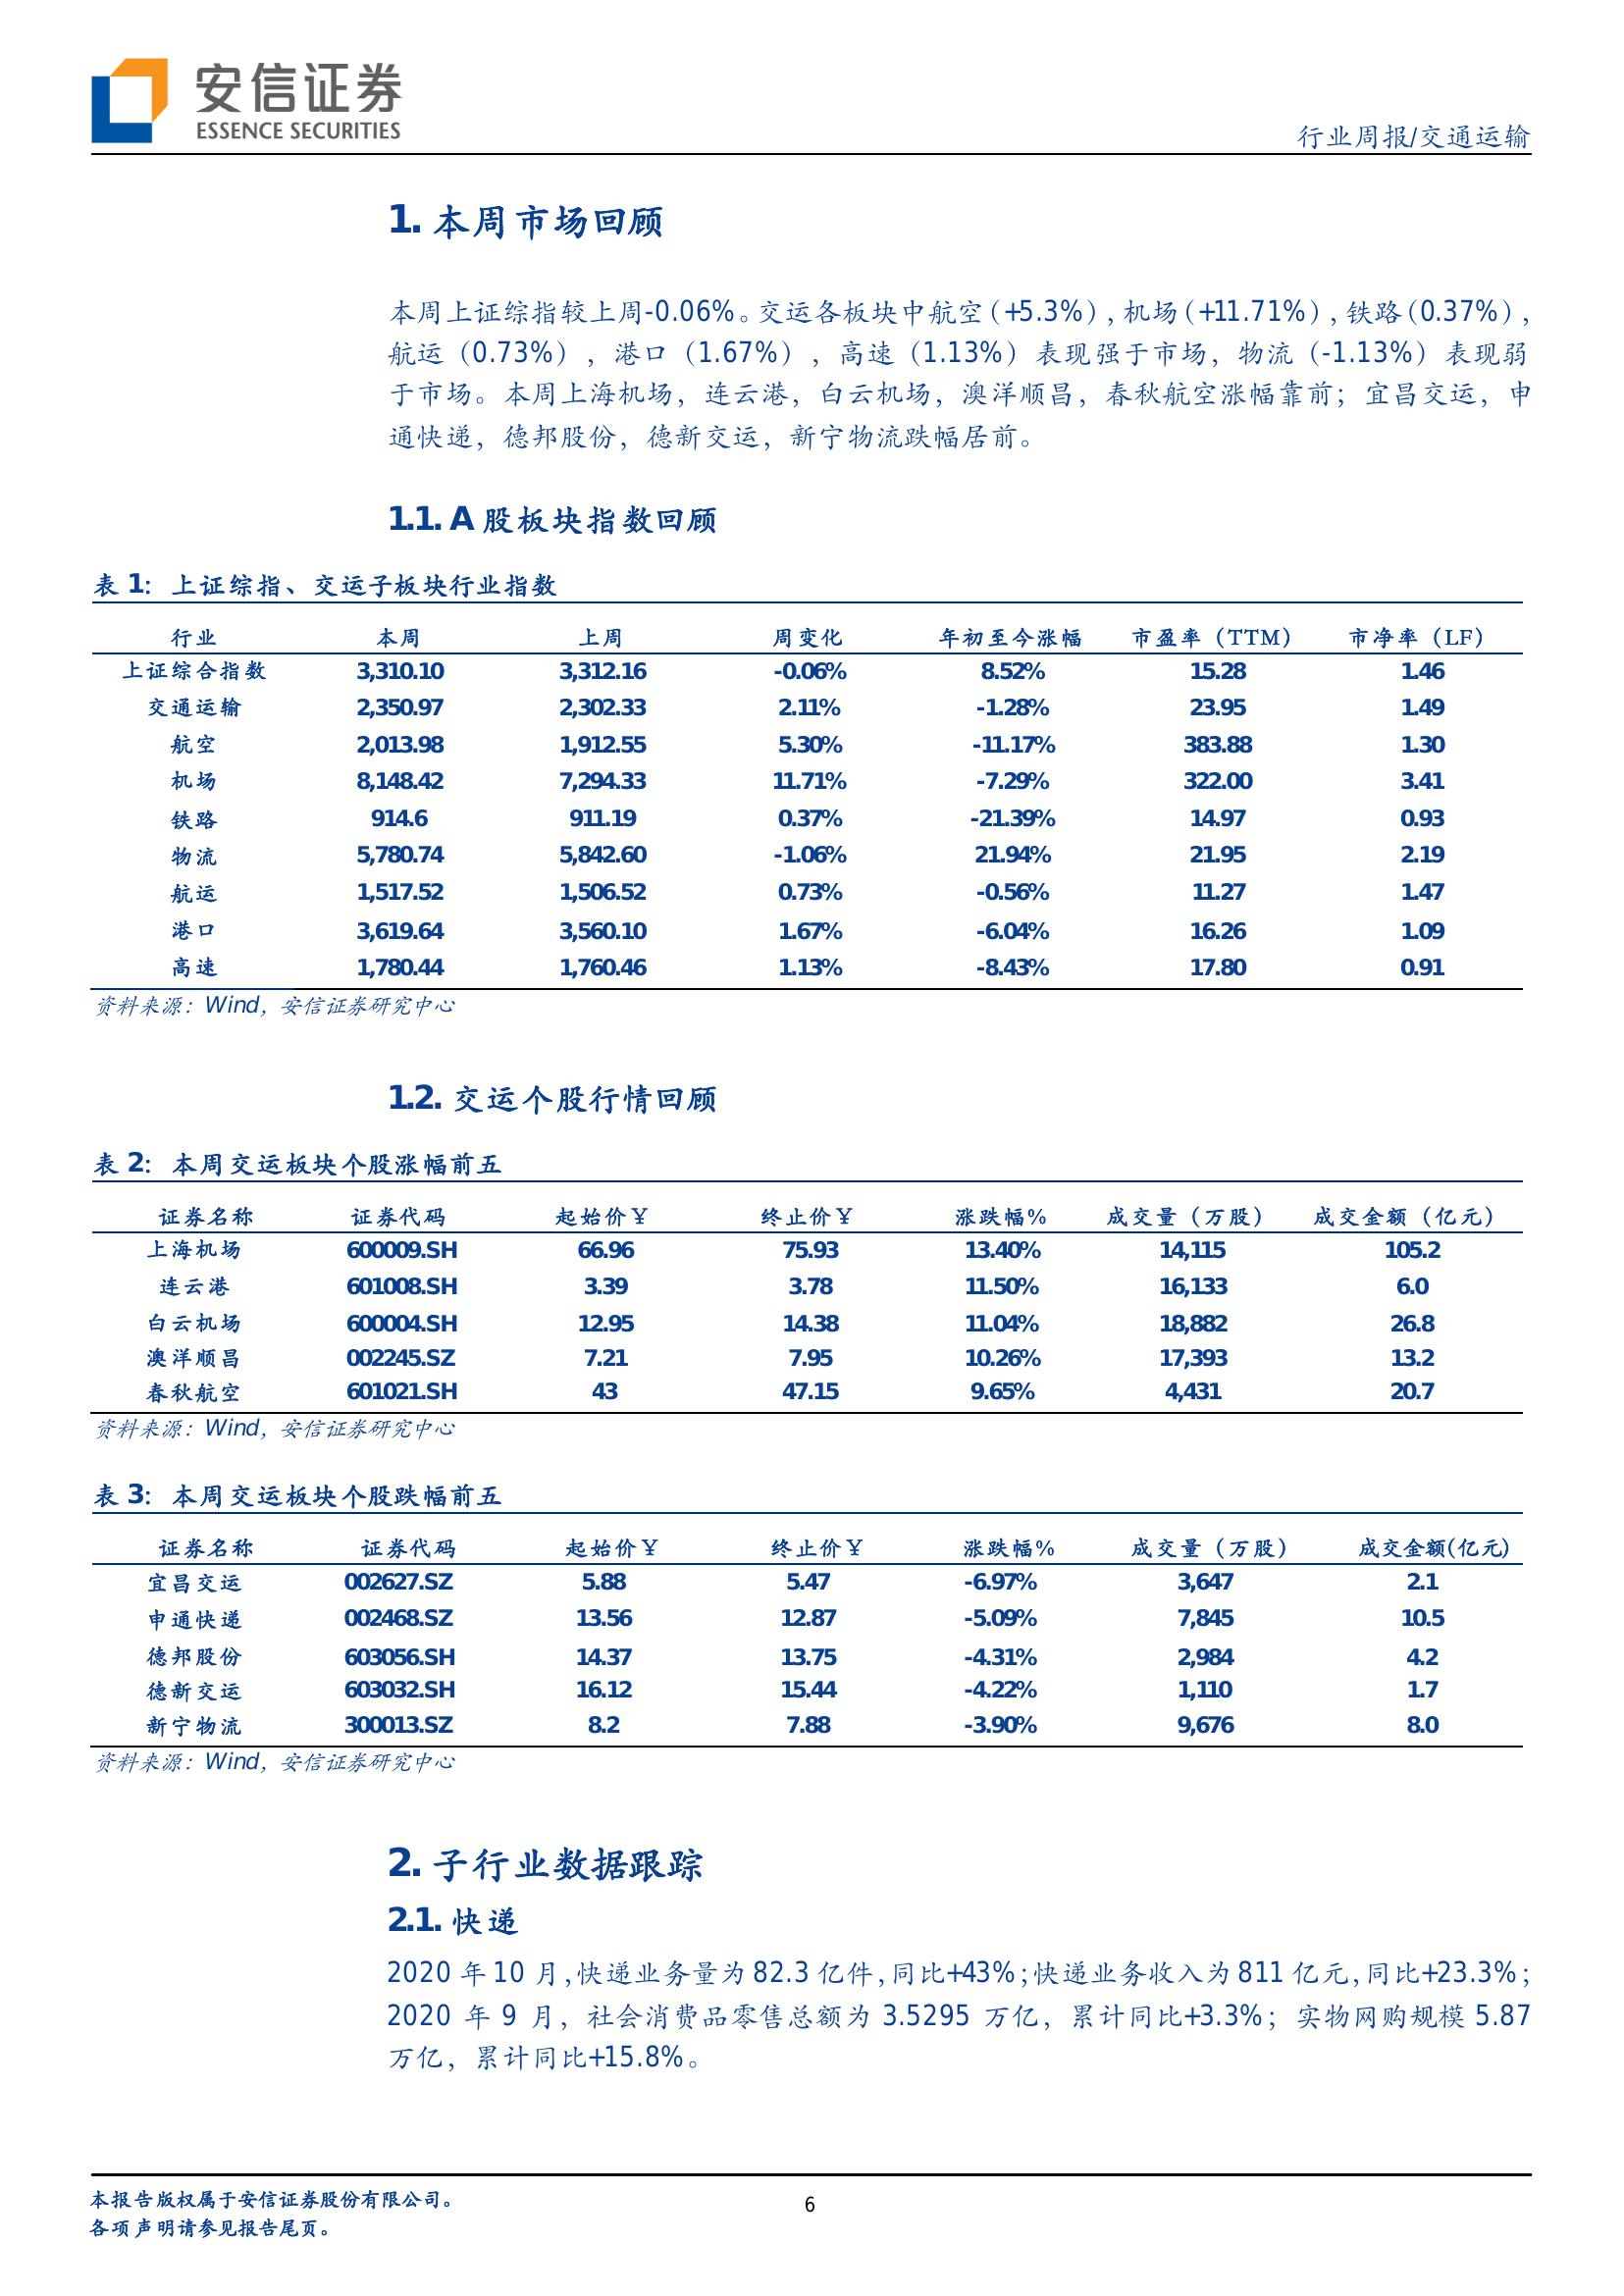 安信证券
ESSENCE SECURITIES
行业周报/交通运输
1. 本周市场回顾
本周上证综指较上周-0.06%。交运各板块中航空（+5.3%），机场（+11.71%），铁路（0.37%），
航运（0.73%），港口（1.67%），高速（1.13%）表现强于市场，物流（-1.13%）表现弱
于市场。本周上海机场，连云港，白云机场，澳洋顺昌，春秋航空涨幅靠前；宜昌交运，申
通快递，德邦股份，德新交运，新宁物流跌幅居前。
1.1. A 股板块指数回顾
表 1：上证综指、交运子板块行业指数
行业 本周 上周 周变化 年初至今涨幅 市盈率（TTM） 市净率（LF）
上证综合指数 3,310.10 3,312.16 -0.06% 8.52% 15.28 1.46
交通运输 2,350.97 2,302.33 2.11% -1.28% 23.95 1.49
航空 2,013.98 1,912.55 5.30% -11.17% 383.88 1.30
机场 8,148.42 7,294.33 11.71% -7.29% 322.00 3.41
铁路 914.6 911.19 0.37% -21.39% 14.97 0.93
物流 5,780.74 5,842.60 -1.06% 21.94% 21.95 2.19
航运 1,517.52 1,506.52 0.73% -0.56% 11.27 1.47
港口 3,619.64 3,560.10 1.67% -6.04% 16.26 1.09
高速 1,780.44 1,760.46 1.13% -8.43% 17.80 0.91
资料来源：Wind，安信证券研究中心
1.2. 交运个股行情回顾
表 2：本周交运板块个股涨幅前五
证券名称 证券代码 起始价￥ 终止价￥ 涨跌幅% 成交量（万股） 成交金额（亿元）
上海机场 600009.SH 66.96 75.93 13.40% 14,115 105.2
连云港 601008.SH 3.39 3.78 11.50% 16,133 6.0
白云机场 600004.SH 12.95 14.38 11.04% 18,882 26.8
澳洋顺昌 002245.SZ 7.21 7.95 10.26% 17,393 13.2
春秋航空 601021.SH 43 47.15 9.65% 4,431 20.7
资料来源：Wind，安信证券研究中心
表 3：本周交运板块个股跌幅前五
证券名称 证券代码 起始价￥ 终止价￥ 涨跌幅% 成交量（万股） 成交金额(亿元)
宜昌交运 002627.SZ 5.88 5.47 -6.97% 3,647 2.1
申通快递 002468.SZ 13.56 12.87 -5.09% 7,845 10.5
德邦股份 603056.SH 14.37 13.75 -4.31% 2,984 4.2
德新交运 603032.SH 16.12 15.44 -4.22% 1,110 1.7
新宁物流 300013.SZ 8.2 7.88 -3.90% 9,676 8.0
资料来源：Wind，安信证券研究中心
2. 子行业数据跟踪
2.1. 快递
2020 年 10 月，快递业务量为 82.3 亿件，同比+43%；快递业务收入为 811 亿元，同比+23.3%；
2020 年 9 月，社会消费品零售总额为 3.5295 万亿，累计同比+3.3%；实物网购规模 5.87
万亿，累计同比+15.8%。
本报告版权属于安信证券股份有限公司。
6
各项声明请参见报告尾页。